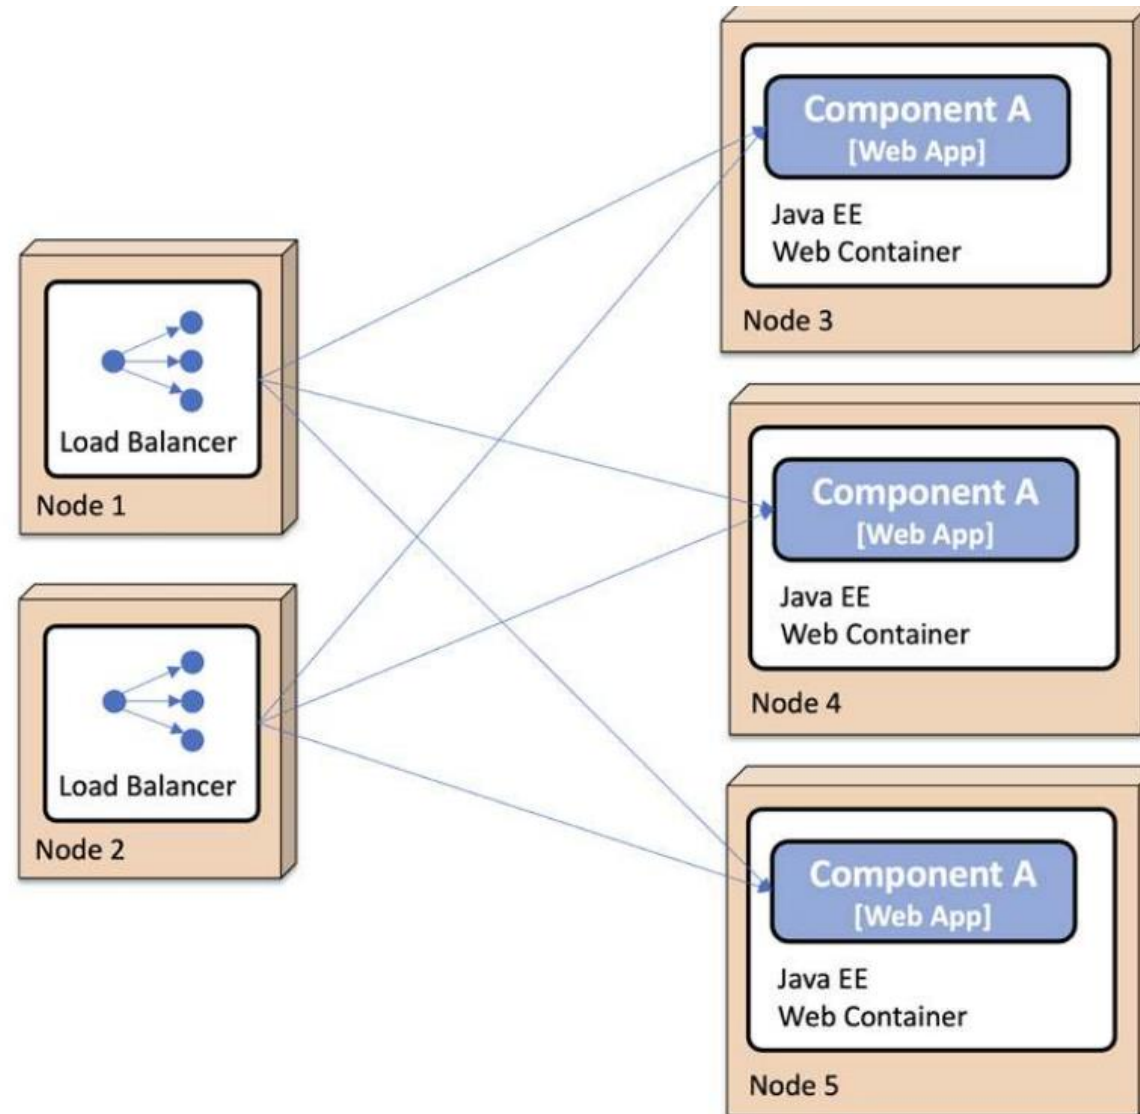 Load Balancer
Node 1
Load Balancer
Node 2
Component A
[Web App]
Java EE
Web Container
Node 3
Component A
[Web App]
Java EE
Web Container
Node 4
Component A
[Web App]
Java EE
Web Container
Node 5